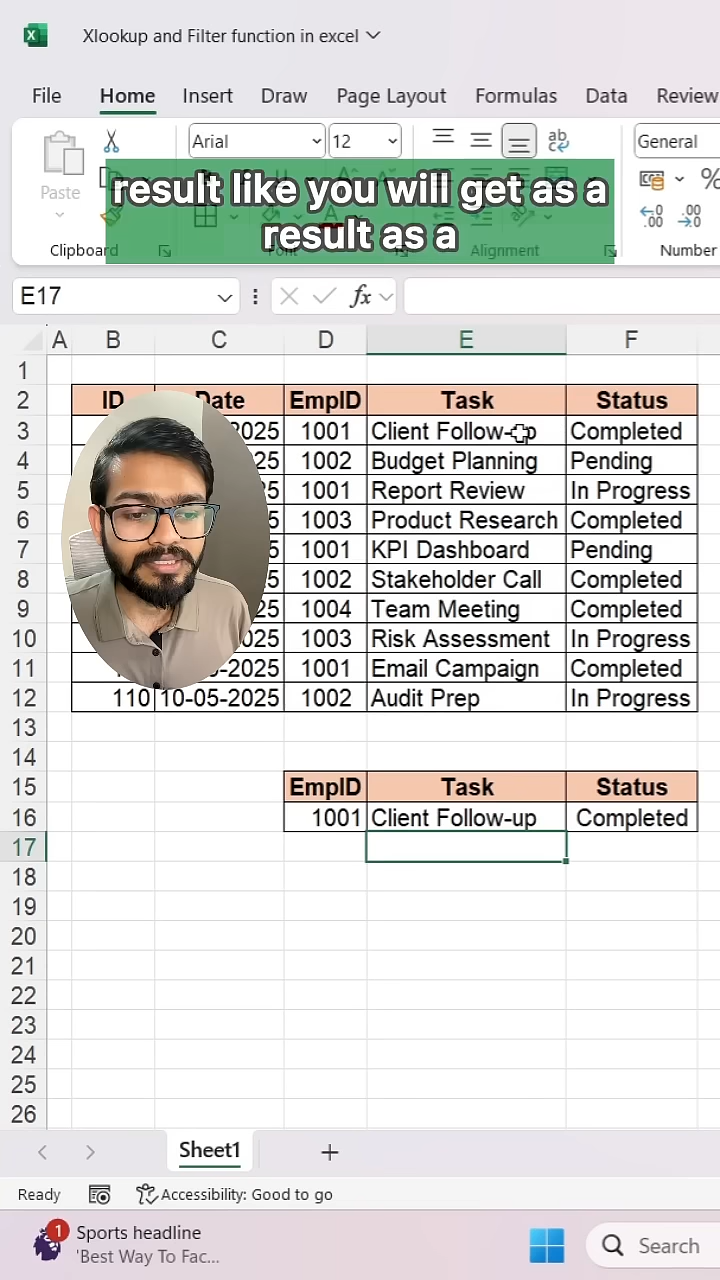 Xlookup and Filter function in excel
File Home Insert Draw Page Layout Formulas Data Review
Arial 12 ab General
Paste %
result like you will get as a
result as a
Clipboard Alignment Number
E17 fx
A B C D E F
1
2 ID Date EmpID Task Status
3 2025 1001 Client Follow-up Completed
4 25 1002 Budget Planning Pending
5 5 1001 Report Review In Progress
6 5 1003 Product Research Completed
7 5 1001 KPI Dashboard Pending
8 5 1002 Stakeholder Call Completed
9 25 1004 Team Meeting Completed
10 025 1003 Risk Assessment In Progress
11 -2025 1001 Email Campaign Completed
12 110 10-05-2025 1002 Audit Prep In Progress
13
14
15 EmpID Task Status
16 1001 Client Follow-up Completed
17
18
19
20
21
22
23
24
25
26
Sheet1 +
Ready Accessibility: Good to go
1 Sports headline
'Best Way To Fac...
Search